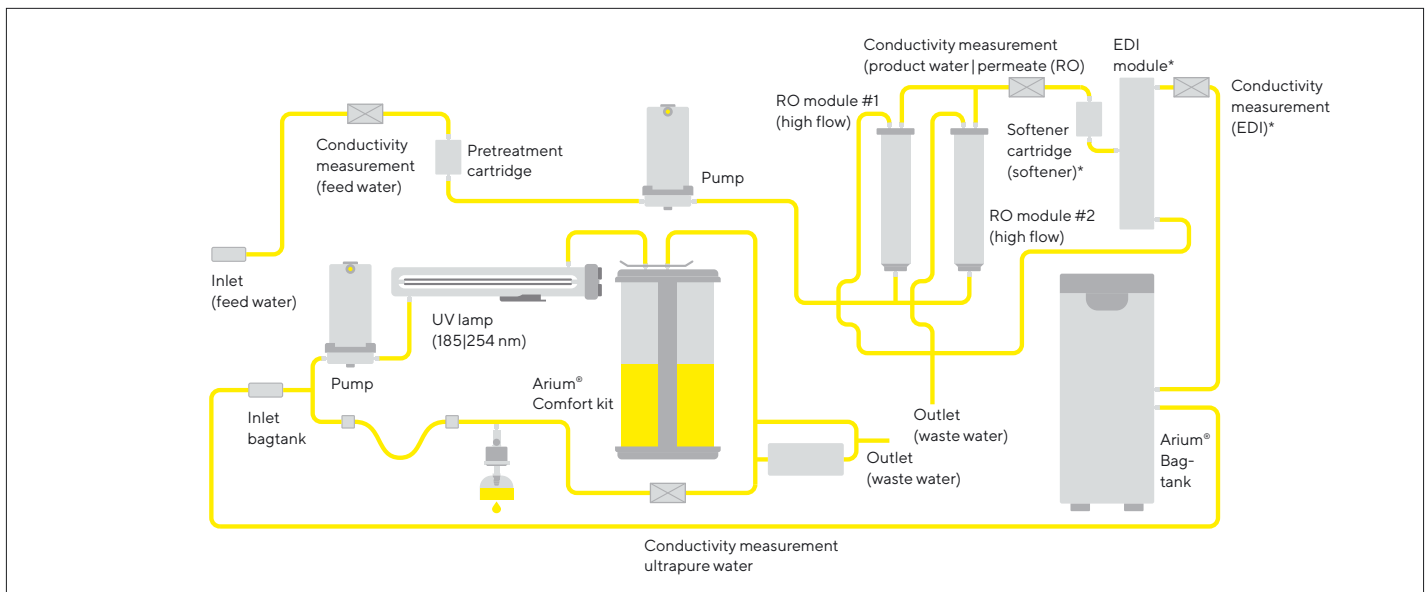 Conductivity measurement
(product water|permeate (RO)
EDI
module*
Conductivity
measurement
(EDI)*
RO module #1
(high flow)
Softener
cartridge
(softener)*
Conductivity
measurement
(feed water)
Pretreatment
cartridge
Pump
RO module #2
(high flow)
Inlet
(feed water)
UV lamp
(185|254 nm)
Pump
Arium®
Comfort kit
Inlet
bagtank
Outlet
(waste water)
Outlet
(waste water)
Arium®
Bag-
tank
Conductivity measurement
ultrapure water